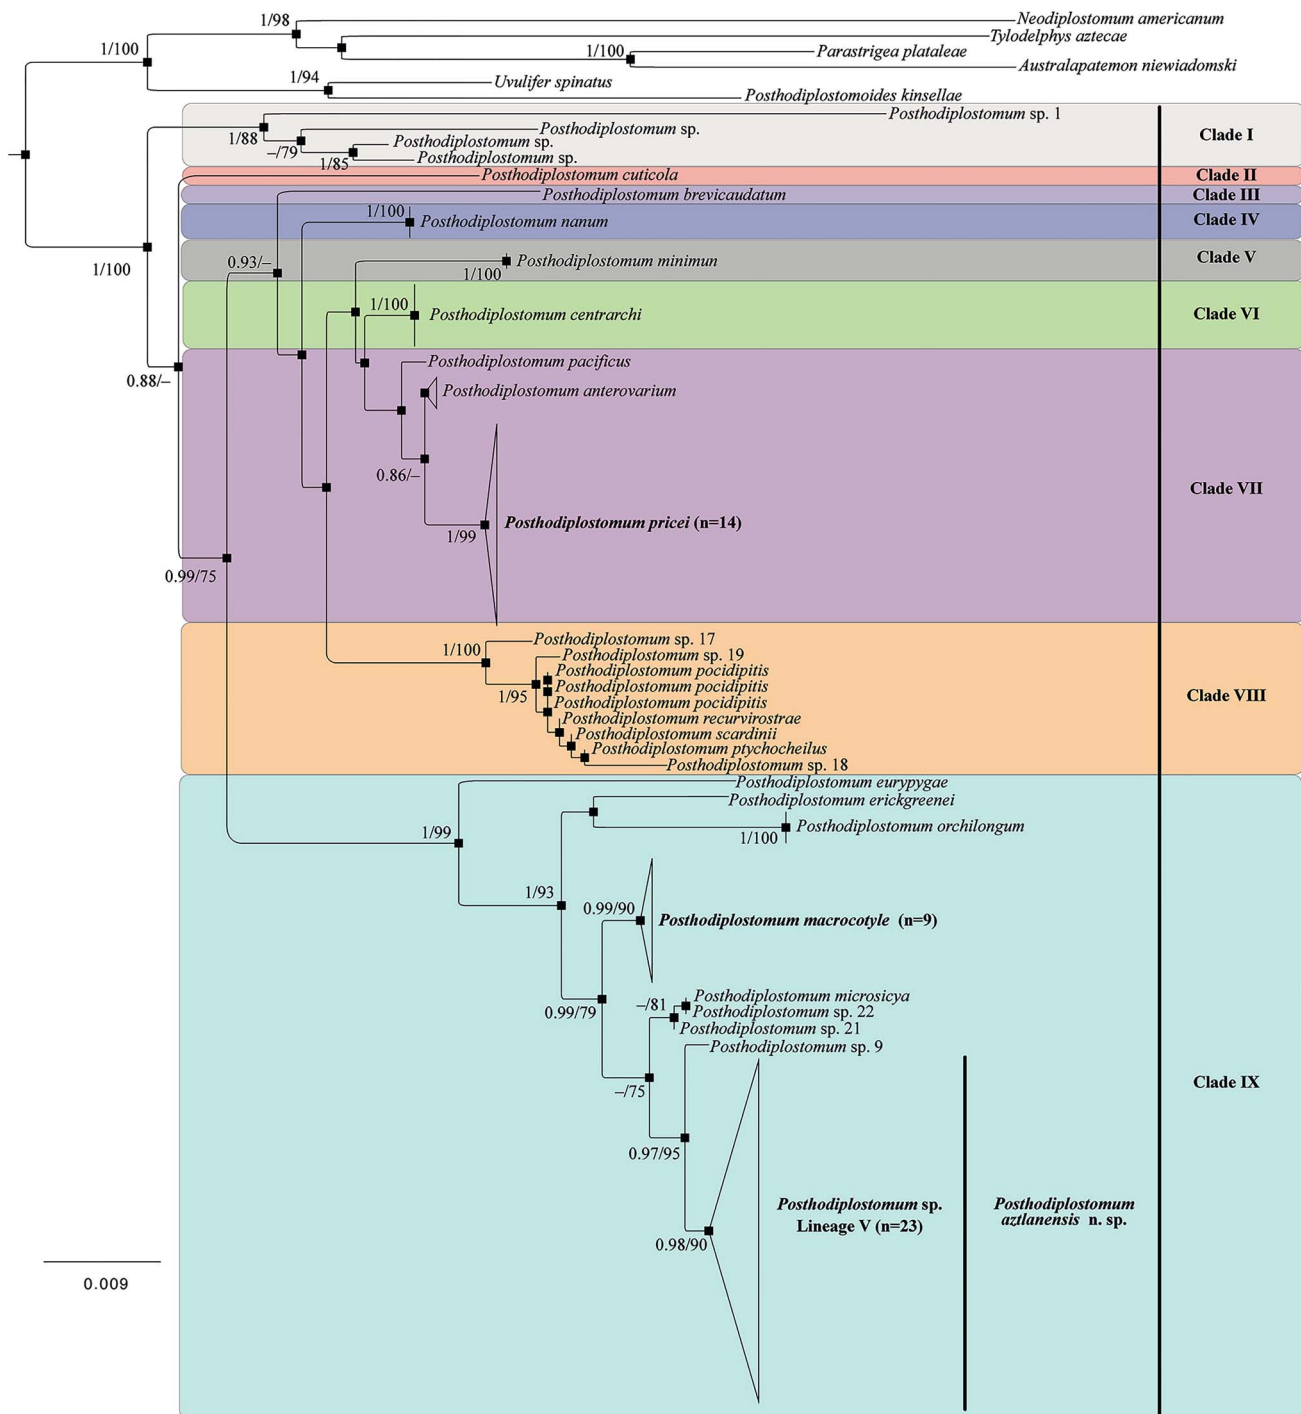 1/98
Neodiplostomum americanum
Tylodelphys aztecae
1/100
1/100
Parastrigea plataleae
Australapatemon niewiadomski
1/94
Uvulifer spinatus
Posthodiplostomoides kinsellae
Posthodiplostomum sp. 1
1/88
Posthodiplostomum sp.
Clade I
–/79
Posthodiplostomum sp.
1/85
Posthodiplostomum sp.
Posthodiplostomum cuticola
Clade II
Posthodiplostomum brevicaudatum
Clade III
1/100
Posthodiplostomum nanum
Clade IV
1/100
0.93/–
Posthodiplostomum minimun
Clade V
1/100
1/100
Posthodiplostomum centrarchi
Clade VI
Posthodiplostomum pacificus
0.88/–
Posthodiplostomum anterovarium
0.86/–
Clade VII
Posthodiplostomum pricei (n=14)
1/99
0.99/75
Posthodiplostomum sp. 17
1/100
Posthodiplostomum sp. 19
Posthodiplostomum pocidipitis
1/95
Posthodiplostomum pocidipitis
Clade VIII
Posthodiplostomum pocidipitis
Posthodiplostomum recurvirostrae
Posthodiplostomum scardinii
Posthodiplostomum ptychocheilus
Posthodiplostomum sp. 18
Posthodiplostomum eurypygae
Posthodiplostomum erickgreenei
1/99
Posthodiplostomum orchilongum
1/100
1/93
0.99/90
Posthodiplostomum macrocotyle (n=9)
0.99/79
–/81
Posthodiplostomum microsicya
Posthodiplostomum sp. 22
Posthodiplostomum sp. 21
Posthodiplostomum sp. 9
–/75
Clade IX
0.97/95
Posthodiplostomum sp.
Lineage V (n=23)
Posthodiplostomum
aztlanensis n. sp.
0.98/90
0.009